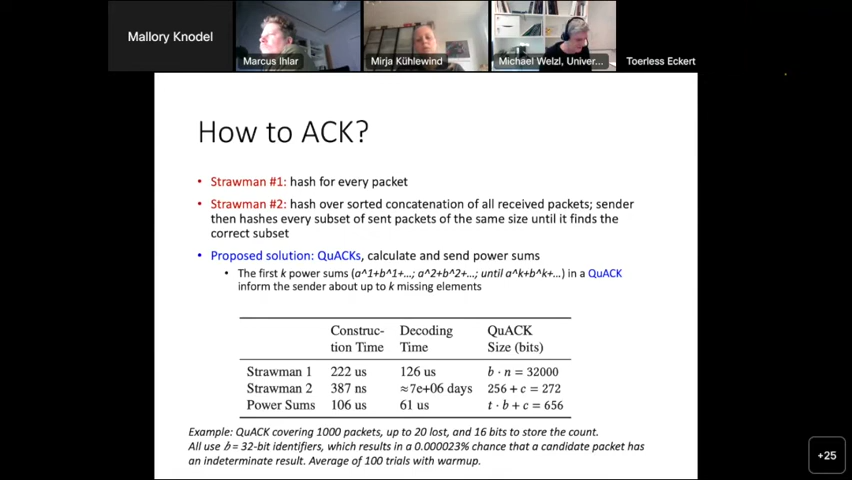 Mallory Knodel
Marcus Ihlar
Mirja Kühlewind
Michael Welzl, Univer...
Toerless Eckert
How to ACK?
• Strawman #1: hash for every packet
• Strawman #2: hash over sorted concatenation of all received packets; sender
then hashes every subset of sent packets of the same size until it finds the
correct subset
• Proposed solution: QuACKs, calculate and send power sums
• The first k power sums (a^1+b^1+...; a^2+b^2+...; until a^k+b^k+...) in a QuACK
inform the sender about up to k missing elements
Construc- Decoding QuACK
tion Time Time Size (bits)
Strawman 1 222 us 126 us b · n = 32000
Strawman 2 387 ns ≈7e+06 days 256 + c = 272
Power Sums 106 us 61 us t · b + c = 656
Example: QuACK covering 1000 packets, up to 20 lost, and 16 bits to store the count.
All use b = 32-bit identifiers, which results in a 0.000023% chance that a candidate packet has
an indeterminate result. Average of 100 trials with warmup.
+25